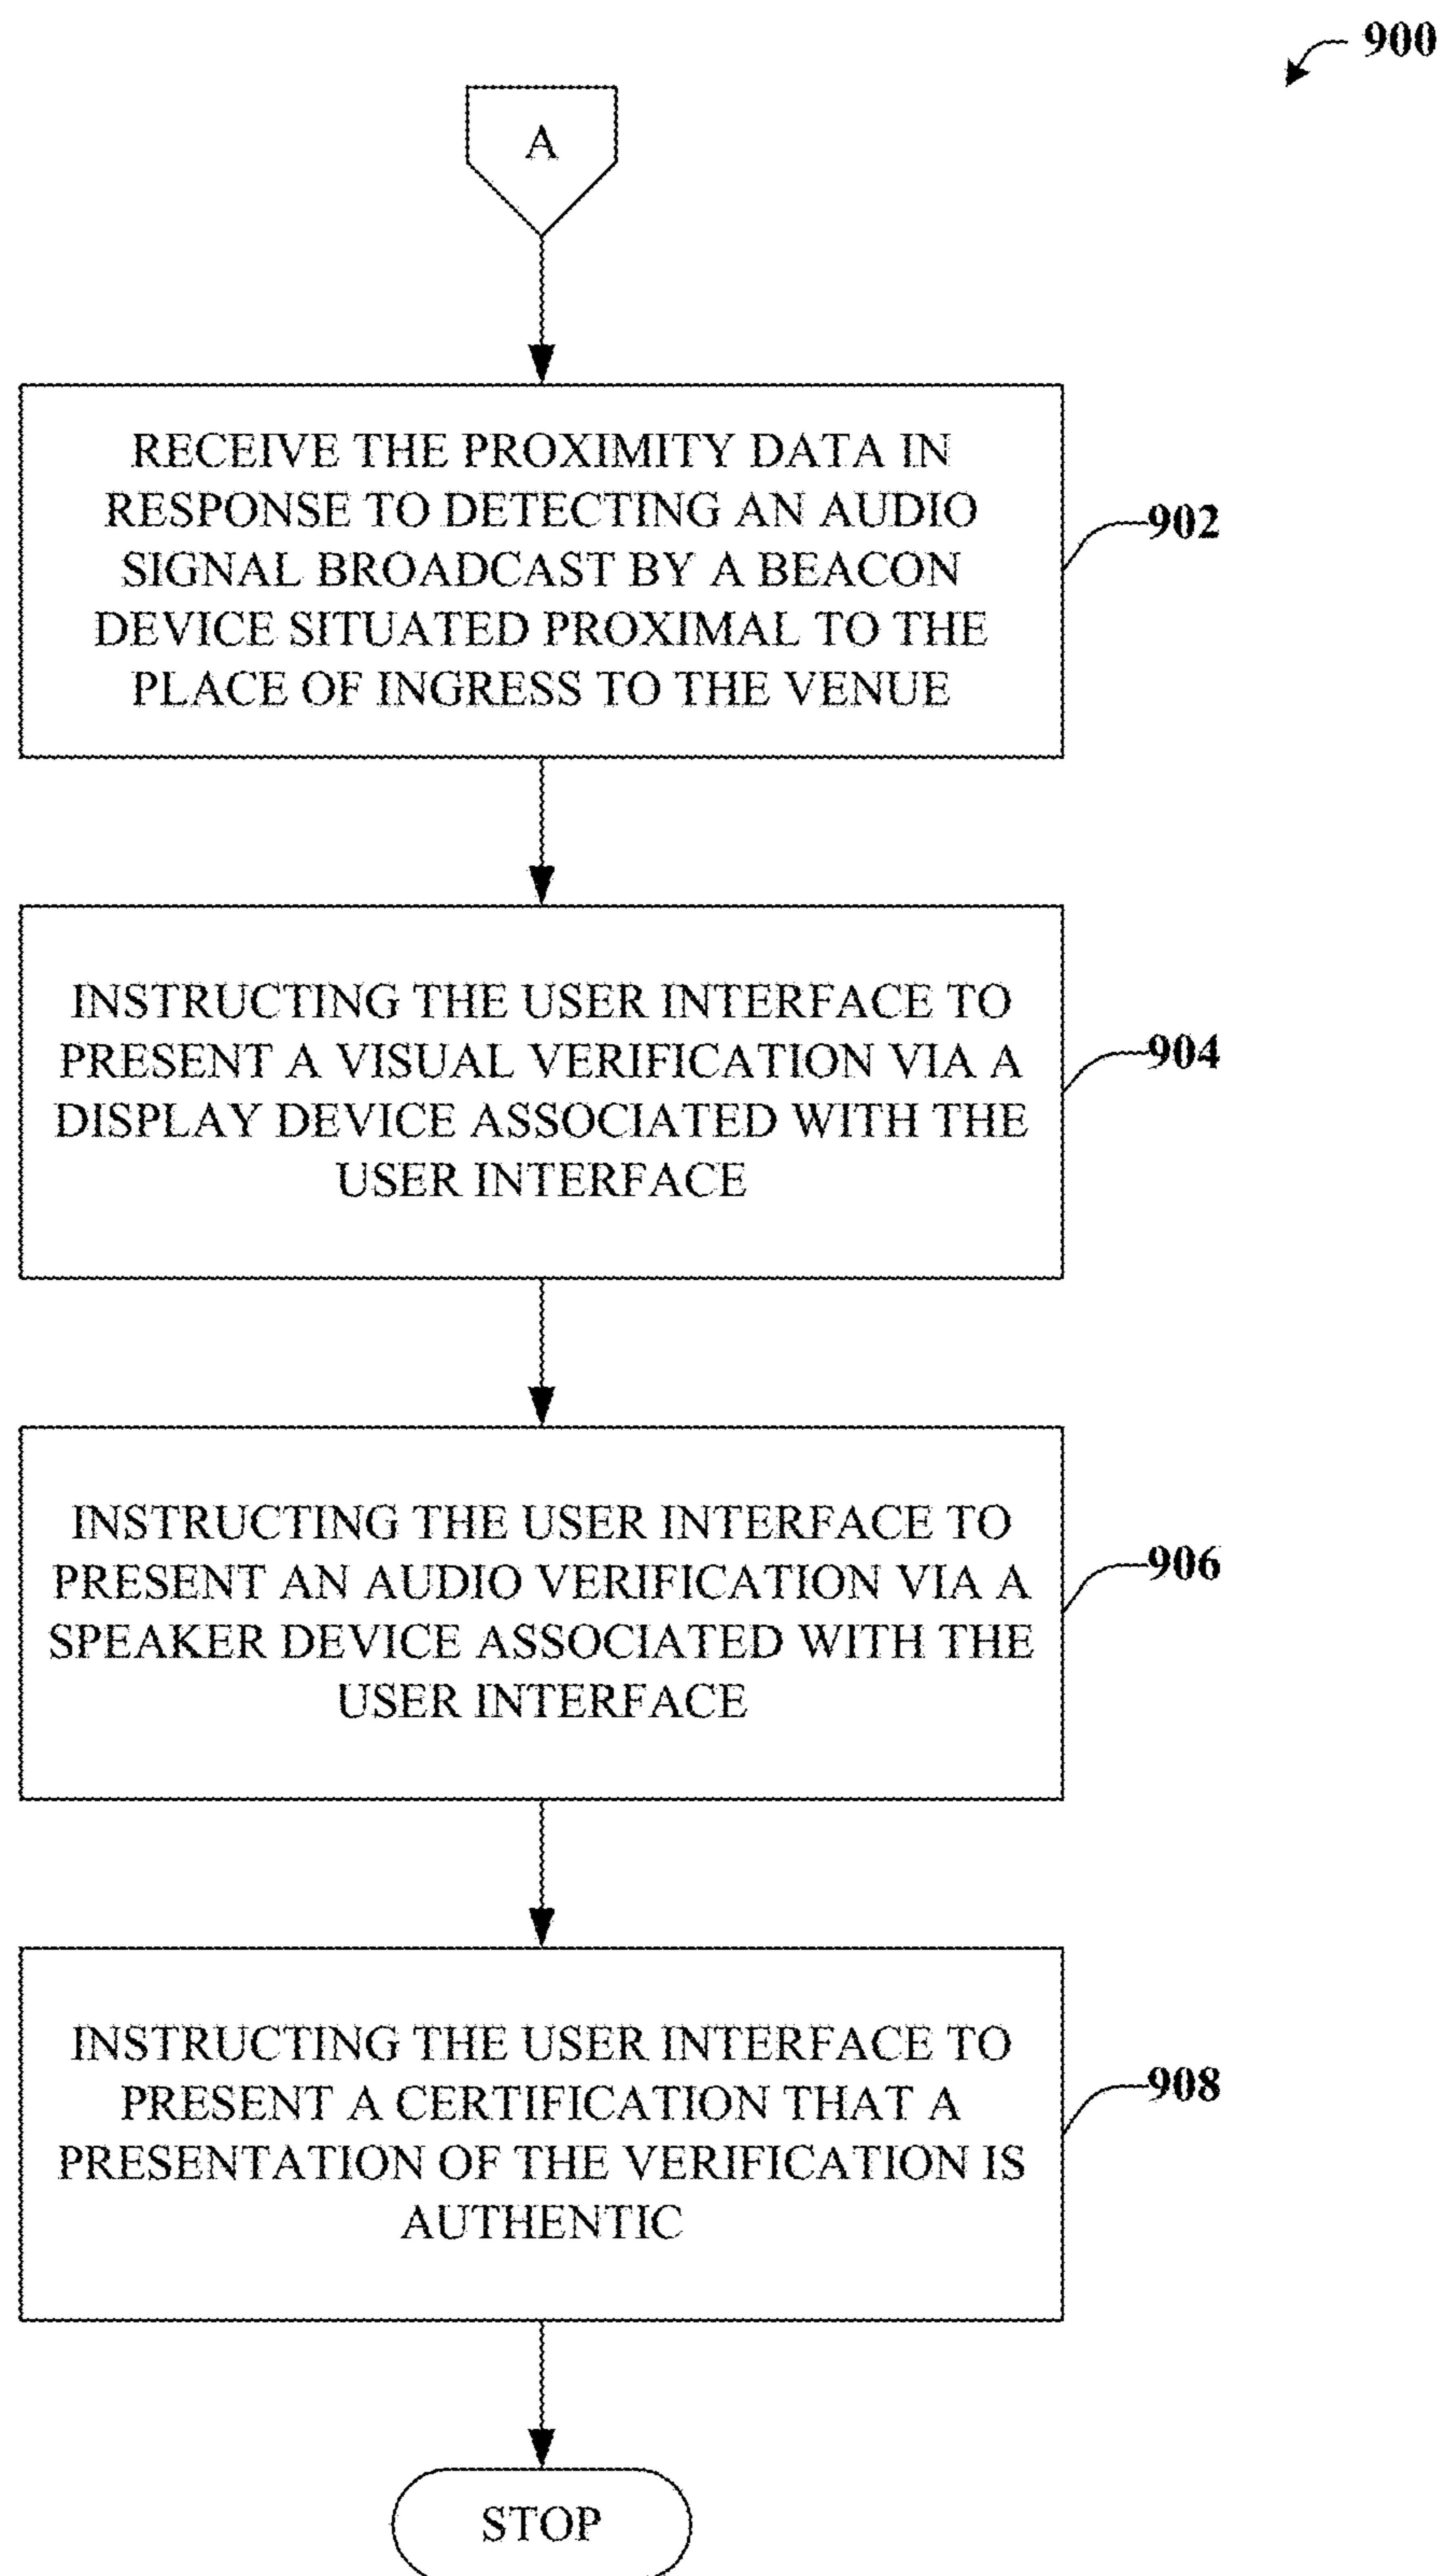 900
A
RECEIVE THE PROXIMITY DATA IN
RESPONSE TO DETECTING AN AUDIO
SIGNAL BROADCAST BY A BEACON
DEVICE SITUATED PROXIMAL TO THE
PLACE OF INGRESS TO THE VENUE
902
INSTRUCTING THE USER INTERFACE TO
PRESENT A VISUAL VERIFICATION VIA A
DISPLAY DEVICE ASSOCIATED WITH THE
USER INTERFACE
904
INSTRUCTING THE USER INTERFACE TO
PRESENT AN AUDIO VERIFICATION VIA A
SPEAKER DEVICE ASSOCIATED WITH THE
USER INTERFACE
906
INSTRUCTING THE USER INTERFACE TO
PRESENT A CERTIFICATION THAT A
PRESENTATION OF THE VERIFICATION IS
AUTHENTIC
908
STOP